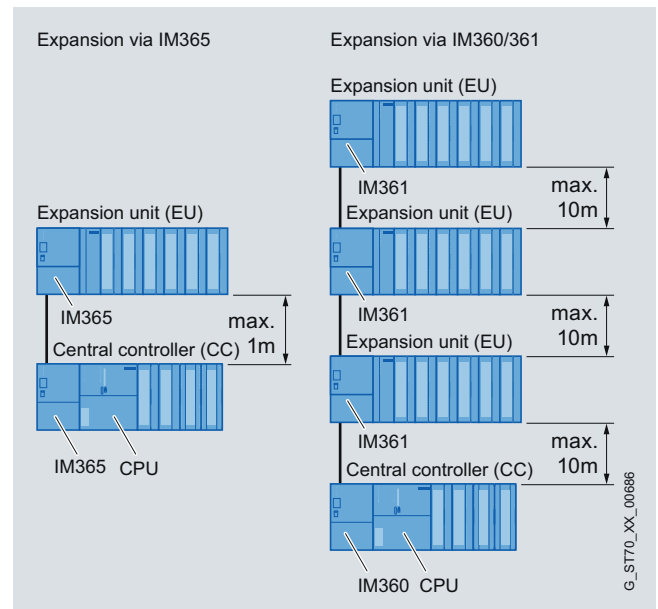 Expansion via IM365
Expansion unit (EU)
IM365
max.
1m
Central controller (CC)
IM365
CPU
Expansion via IM360/361
Expansion unit (EU)
IM361
max.
10m
Expansion unit (EU)
IM361
max.
10m
Expansion unit (EU)
IM361
max.
10m
Central controller (CC)
IM360
CPU
G_ST70_XX_00686